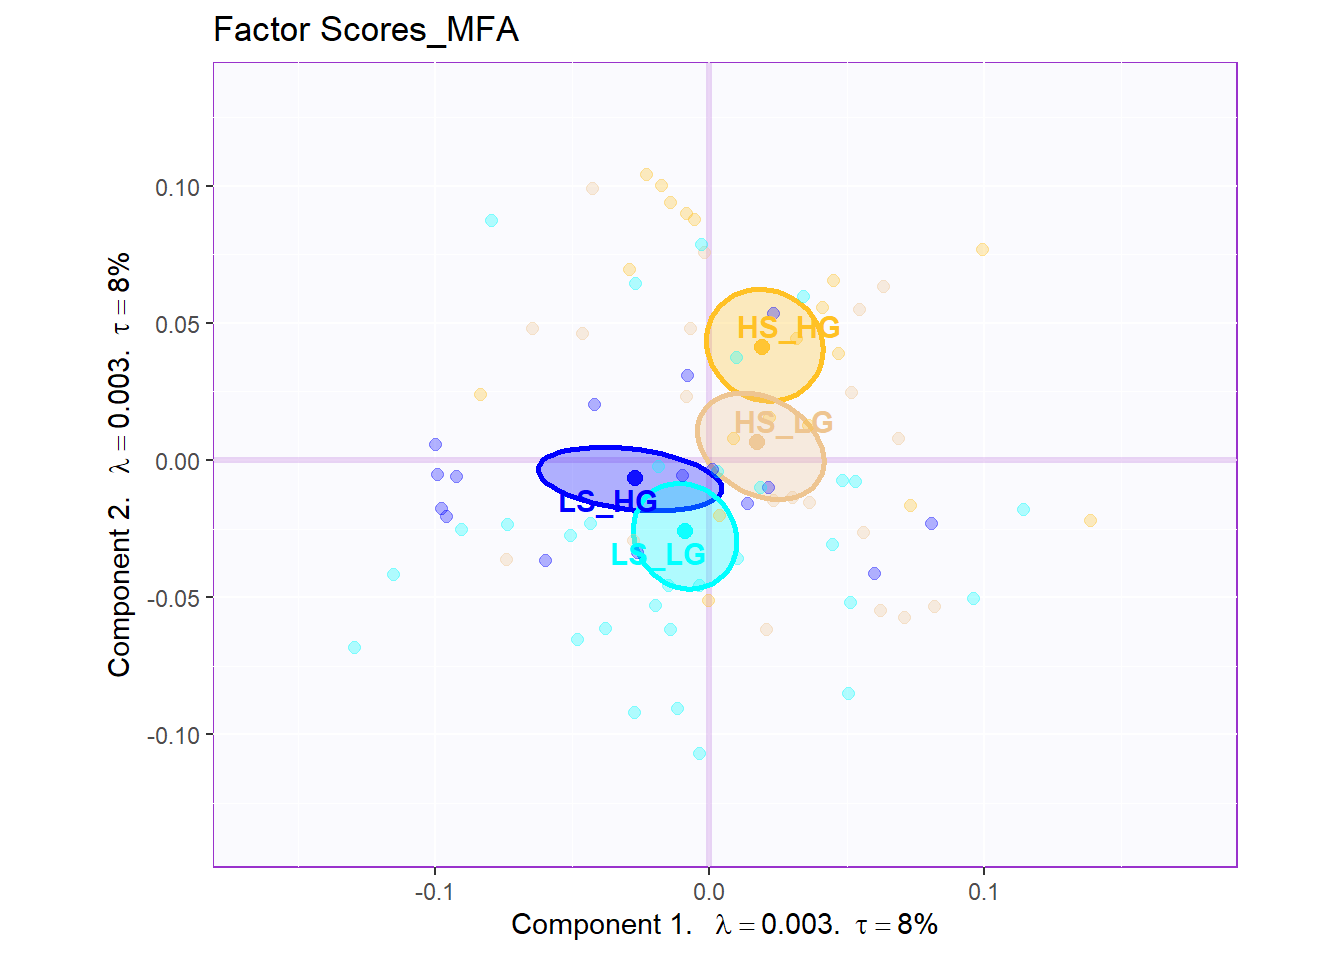 Factor Scores_MFA
Component 2. λ = 0.003. τ = 8%
0.10
0.05
0.00
-0.05
-0.10
HS_HG
HS_LG
LS_HG
LS_LG
-0.1
0.0
0.1
Component 1. λ = 0.003. τ = 8%